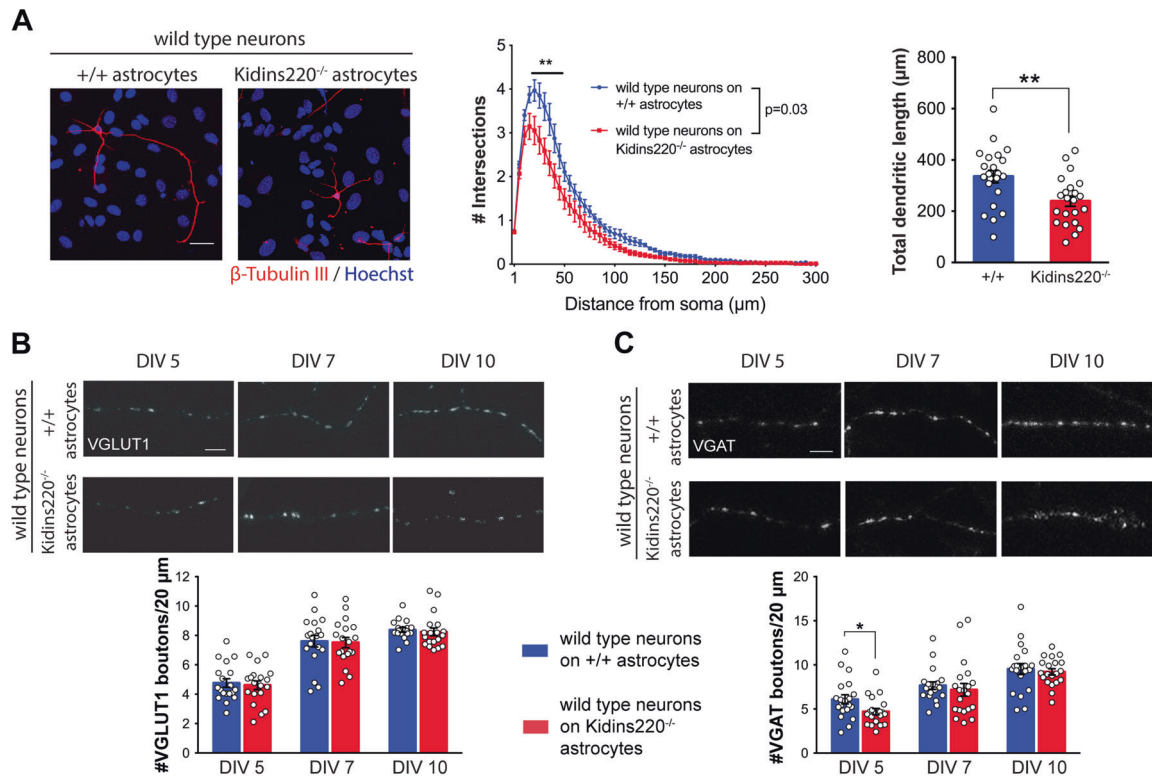 A
wild type neurons
+/+ astrocytes
Kidins220-/- astrocytes
β-Tubulin III / Hoechst
# Intersections
5
4
3
2
1
0
**
wild type neurons on
+/+ astrocytes
wild type neurons on
Kidins220-/- astrocytes
p=0.03
1
50
100
150
200
250
300
Distance from soma (µm)
Total dendritic length (µm)
800
600
400
200
0
**
+/+
Kidins220-/-
B
DIV 5
DIV 7
DIV 10
wild type neurons
+/+
astrocytes
Kidins220-/-
astrocytes
VGLUT1
#VGLUT1 boutons/20 µm
12
10
8
6
4
2
0
DIV 5
DIV 7
DIV 10
wild type neurons
on +/+ astrocytes
wild type neurons
on Kidins220-/-
astrocytes
C
DIV 5
DIV 7
DIV 10
wild type neurons
+/+
astrocytes
Kidins220-/-
astrocytes
VGAT
#VGAT boutons/20 µm
20
15
10
5
0
*
DIV 5
DIV 7
DIV 10